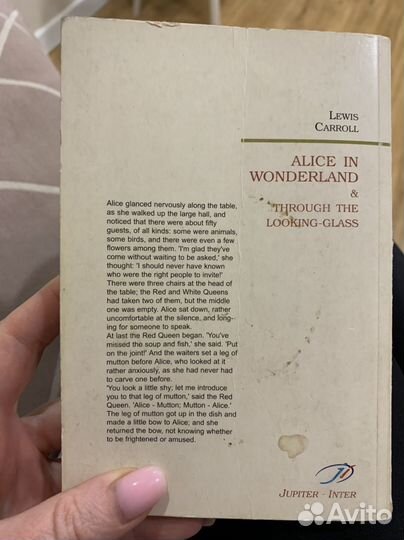 LEWIS
CARROLL
ALICE IN
WONDERLAND
&
THROUGH THE
LOOKING-GLASS
Alice glanced nervously along the table,
as she walked up the large hall, and
noticed that there were about fifty
guests, of all kinds: some were animals,
some birds, and there were even a few
flowers among them. 'I'm glad they've
come without waiting to be asked,' she
thought: 'I should never have known
who were the right people to invite!'
There were three chairs at the head of
the table; the Red and White Queens
had taken two of them, but the middle
one was empty. Alice sat down, rather
uncomfortable at the silence, and long-
ing for someone to speak.
At last the Red Queen began. 'You've
missed the soup and fish,' she said. 'Put
on the joint!' And the waiters set a leg of
mutton before Alice, who looked at it
rather anxiously, as she had never had
to carve one before.
'You look a little shy; let me introduce
you to that leg of mutton,' said the Red
Queen. 'Alice - Mutton; Mutton - Alice.'
The leg of mutton got up in the dish and
made a little bow to Alice; and she
returned the bow, not knowing whether
to be frightened or amused.
JUPITER - INTER
Avito